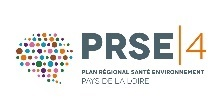 PRSE|4
PLAN RÉGIONAL SANTÉ ENVIRONNEMENT
PAYS DE LA LOIRE